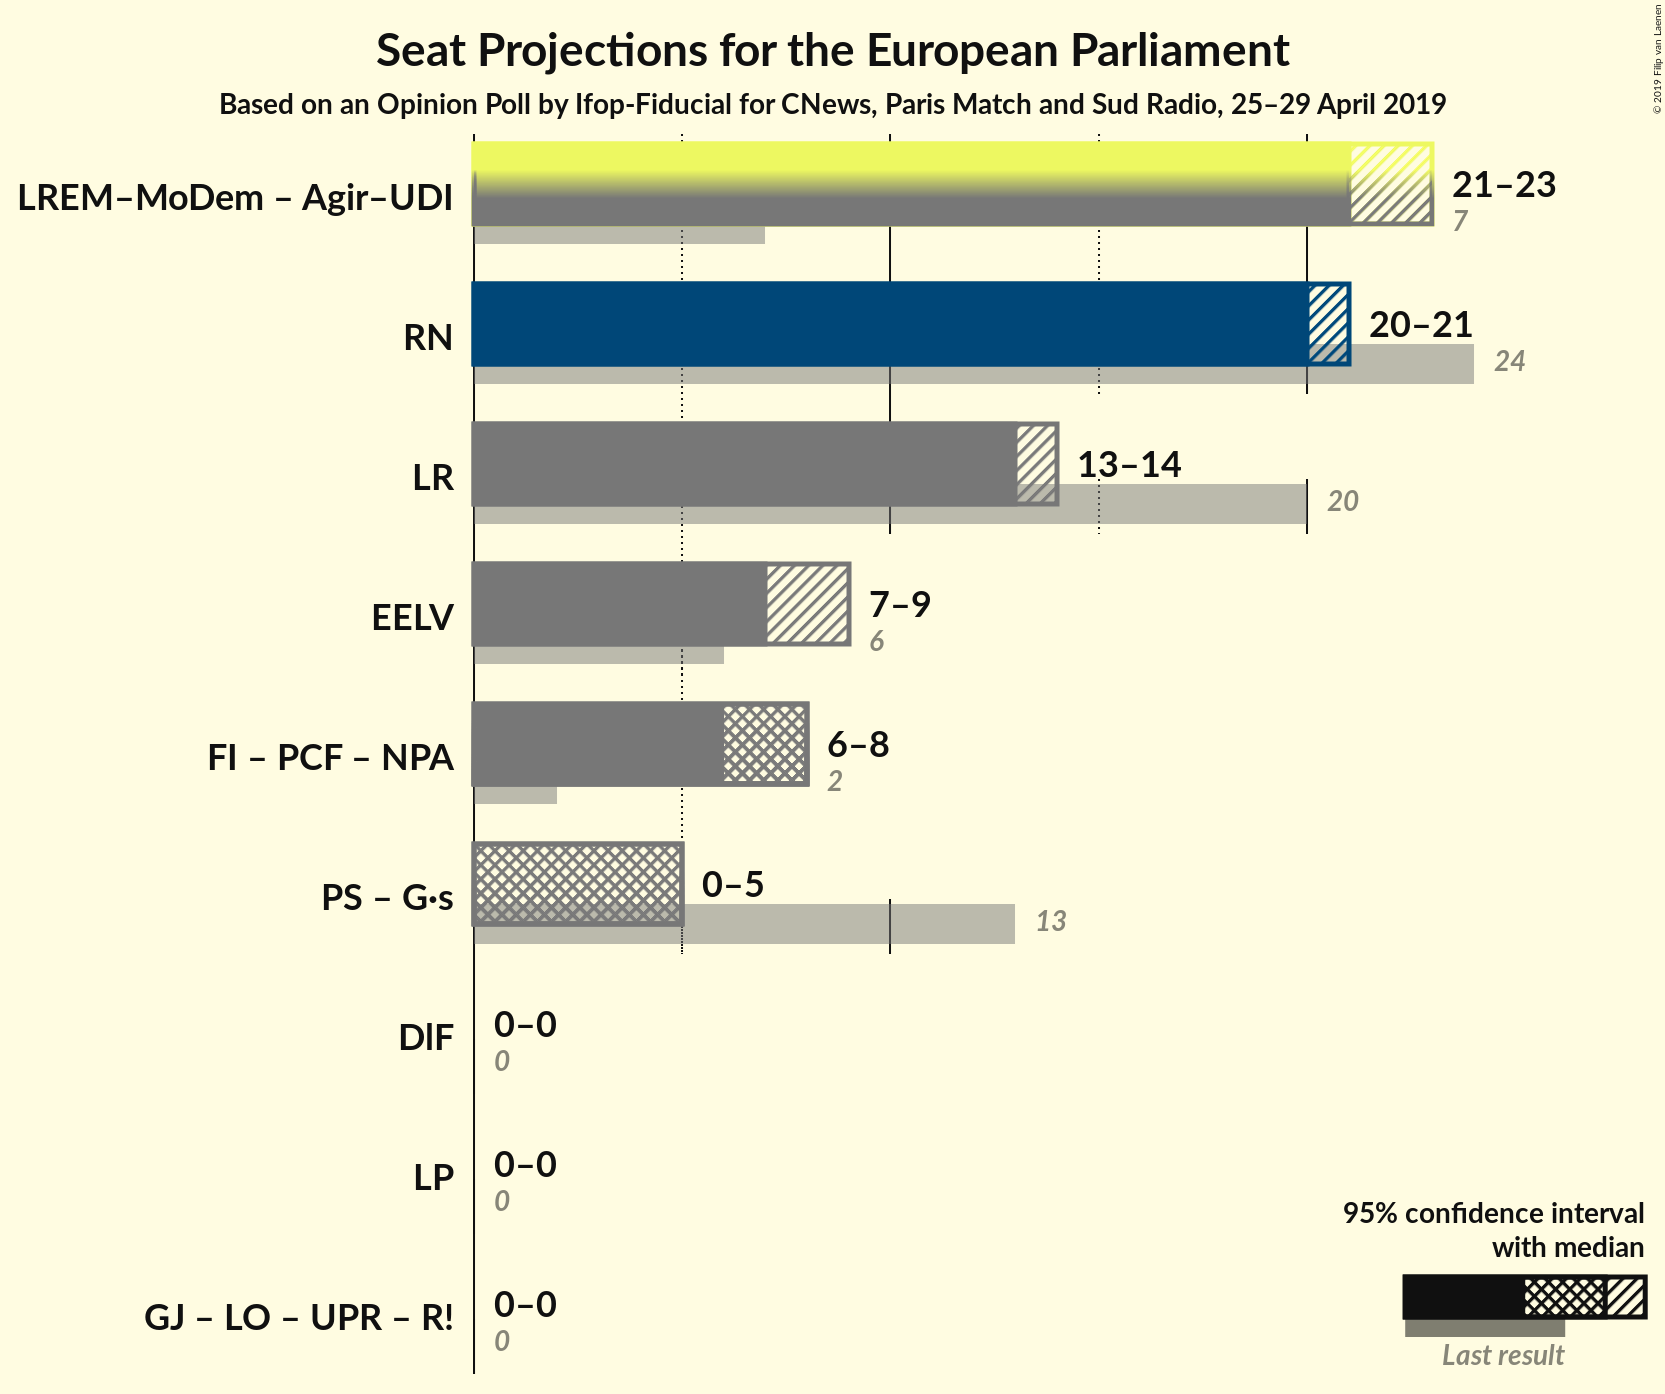 Seat Projections for the European Parliament
Based on an Opinion Poll by Ifop-Fiducial for CNews, Paris Match and Sud Radio, 25–29 April 2019
© 2019 Filip van Laenen
LREM–MoDem – Agir–UDI
21–23
7
RN
20–21
24
LR
13–14
20
EELV
7–9
6
FI – PCF – NPA
6–8
2
PS – G·s
0–5
13
DlF
0–0
0
LP
0–0
0
GJ – LO – UPR – R!
0–0
0
95% confidence interval
with median
Last result